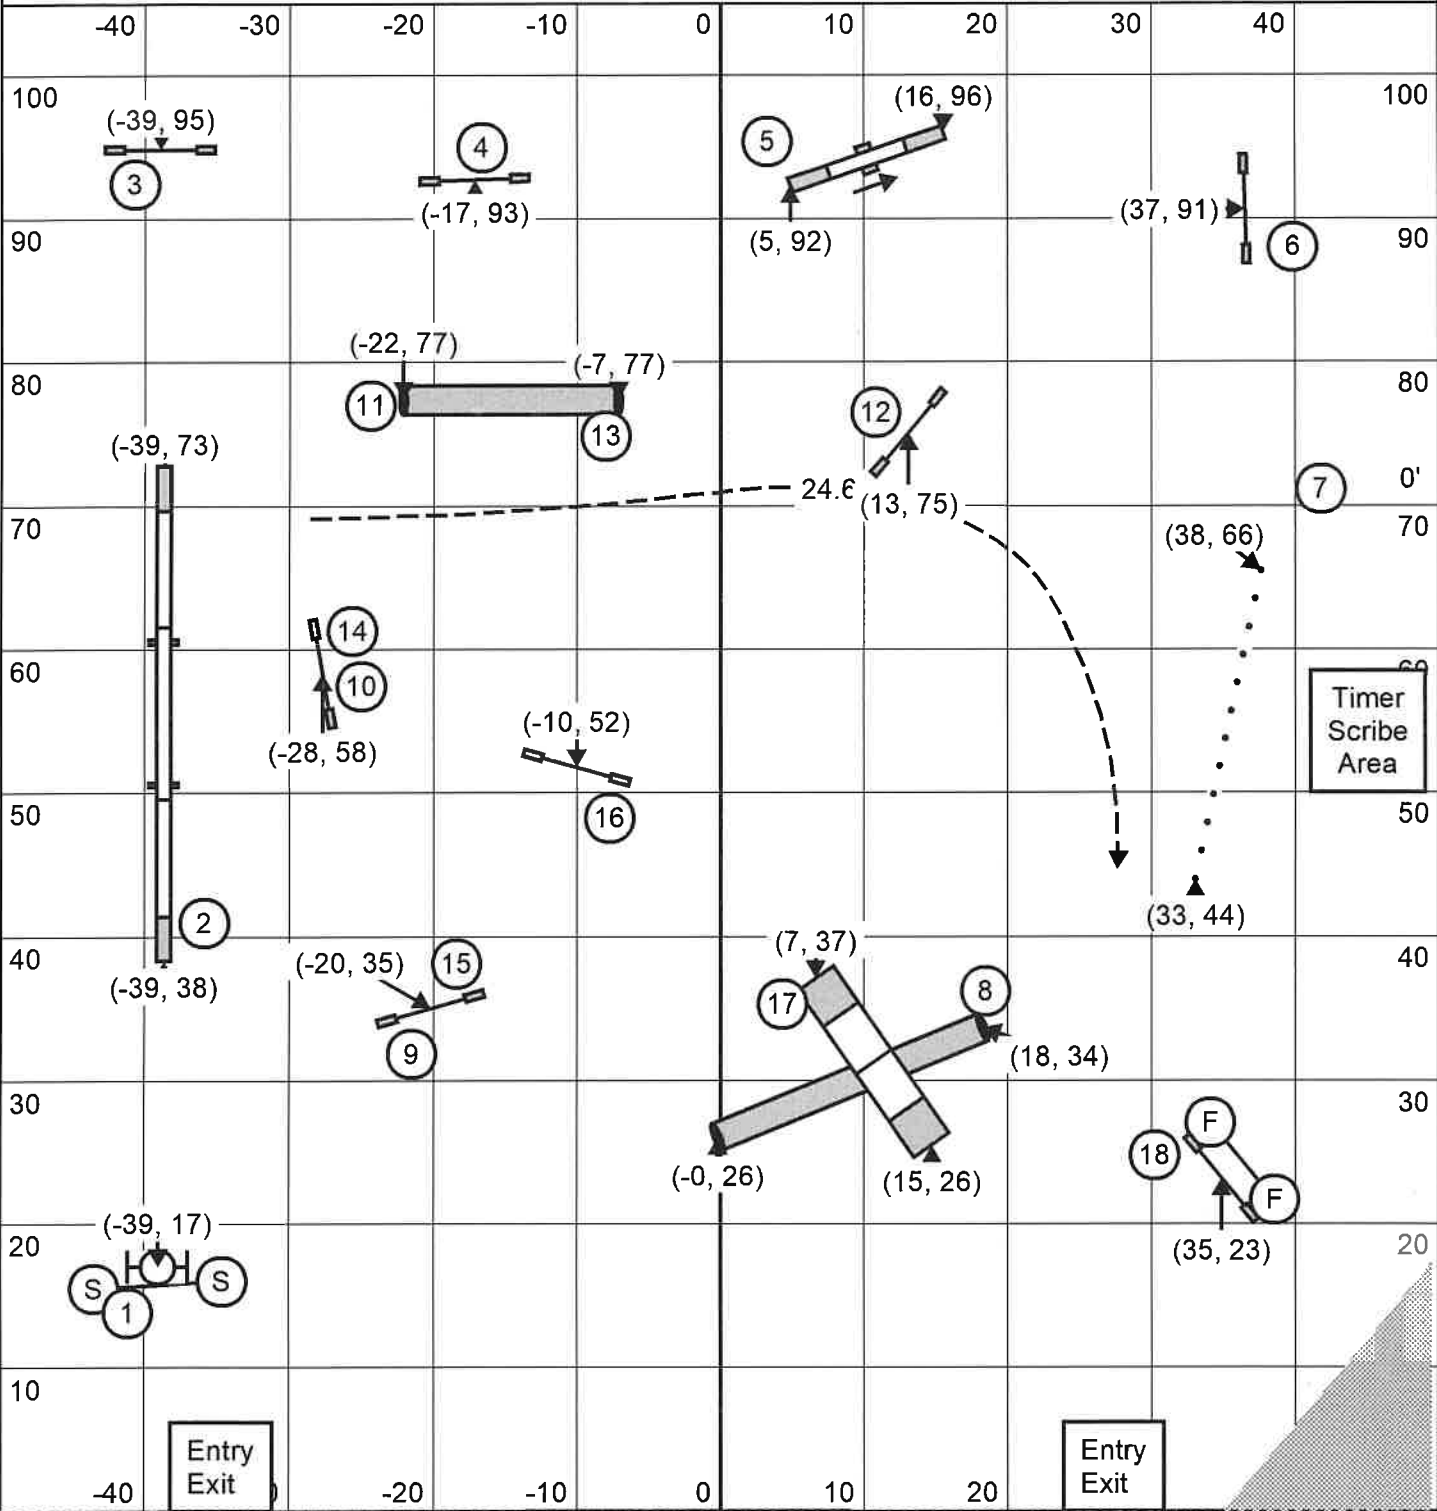 -40 -30 -20 -10 0 10 20 30 40
100 (-39, 95) (16, 96) 100
3 4 5
(-17, 93) (37, 91)
90 (5, 92) 6 90
(-22, 77) (-7, 77)
80 11 12 80
13
(-39, 73) 0'
24.6 (13, 75) 7
70 (38, 66) 70
14
60 10 60
(-28, 58) (-10, 52) Timer
Scribe
Area
50 16 50
(33, 44)
2 (7, 37)
40 (-20, 35) 15 17 8 40
(-39, 38)
9 (18, 34)
30 F 30
18
(-0, 26) (15, 26) F
(-39, 17)
20 (35, 23) 20
S S
1
10
Entry
Exit
Entry
Exit
-40 -20 -10 0 10 20